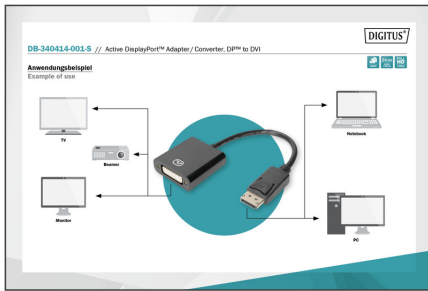 DIGITUS®
DB-340414-001-S // Active DisplayPort™ Adapter/Converter, DP™ to DVI
Anwendungsbeispiel
Example of use
TV
Beamer
Monitor
Notebook
PC